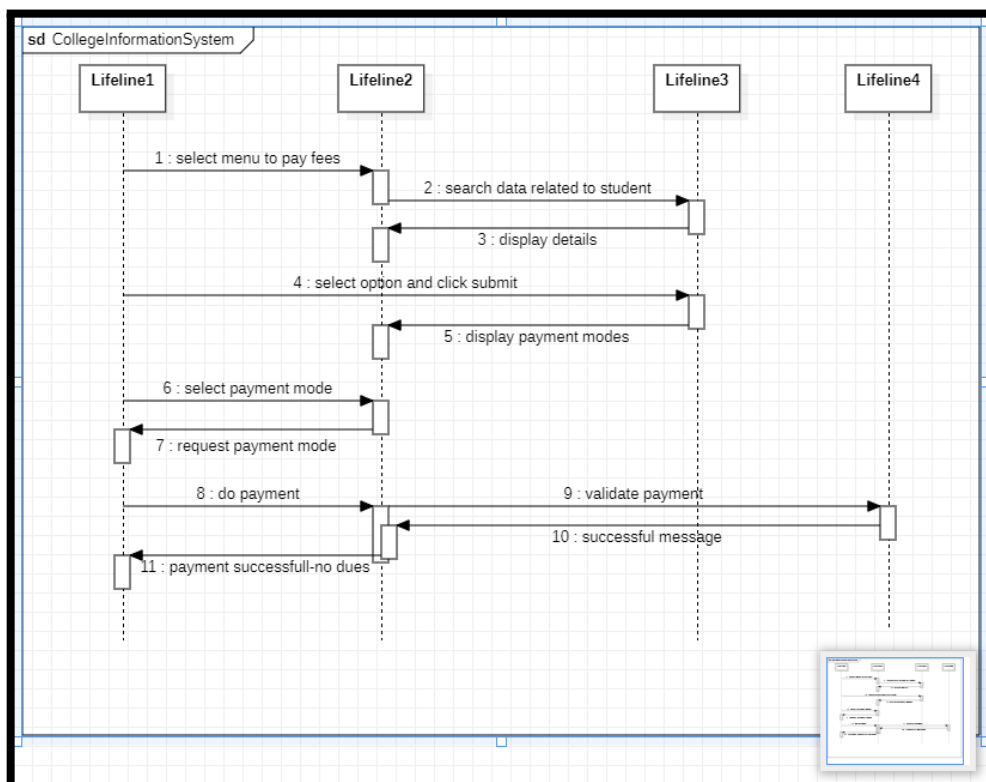 sd CollegeInformationSystem
Lifeline1
Lifeline2
Lifeline3
Lifeline4
1 : select menu to pay fees
2 : search data related to student
3 : display details
4 : select option and click submit
5 : display payment modes
6 : select payment mode
7 : request payment mode
8 : do payment
9 : validate payment
10 : successful message
11 : payment successfull-no dues